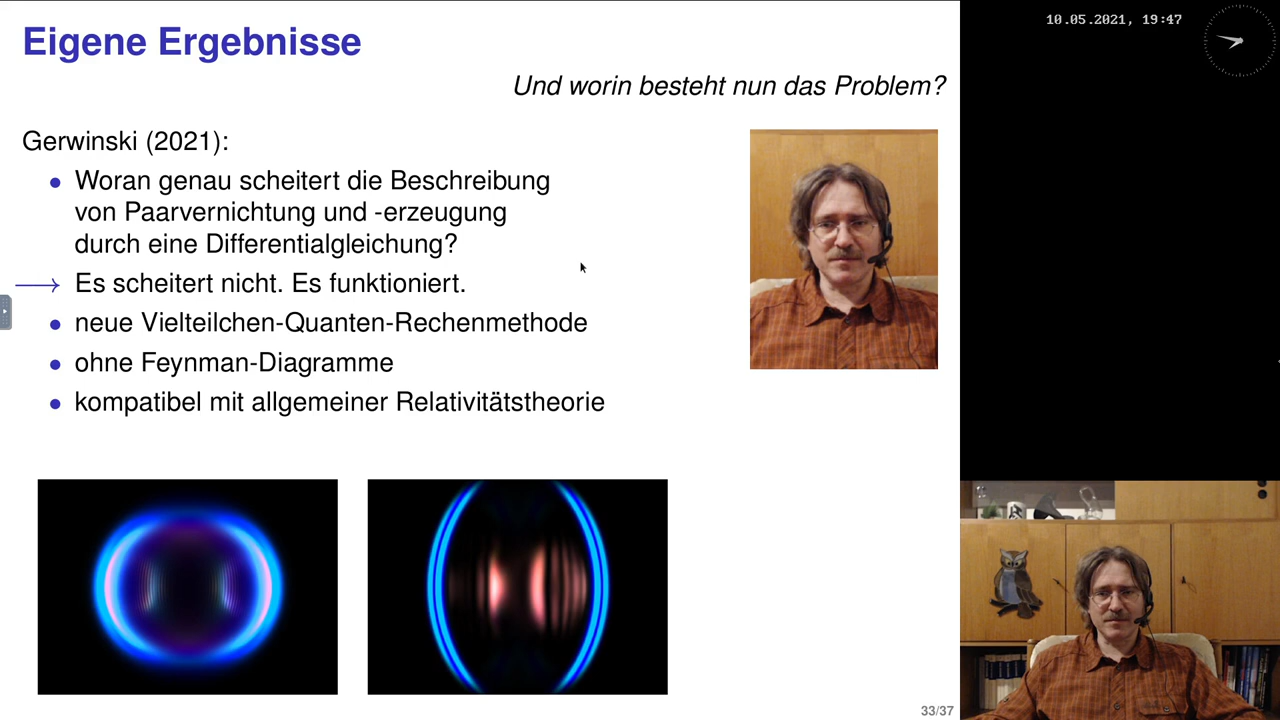 Eigene Ergebnisse
10.05.2021, 19:47
Und worin besteht nun das Problem?
Gerwinski (2021):
• Woran genau scheitert die Beschreibung
von Paarvernichtung und -erzeugung
durch eine Differentialgleichung?
→ Es scheitert nicht. Es funktioniert.
• neue Vielteilchen-Quanten-Rechenmethode
• ohne Feynman-Diagramme
• kompatibel mit allgemeiner Relativitätstheorie
33/37